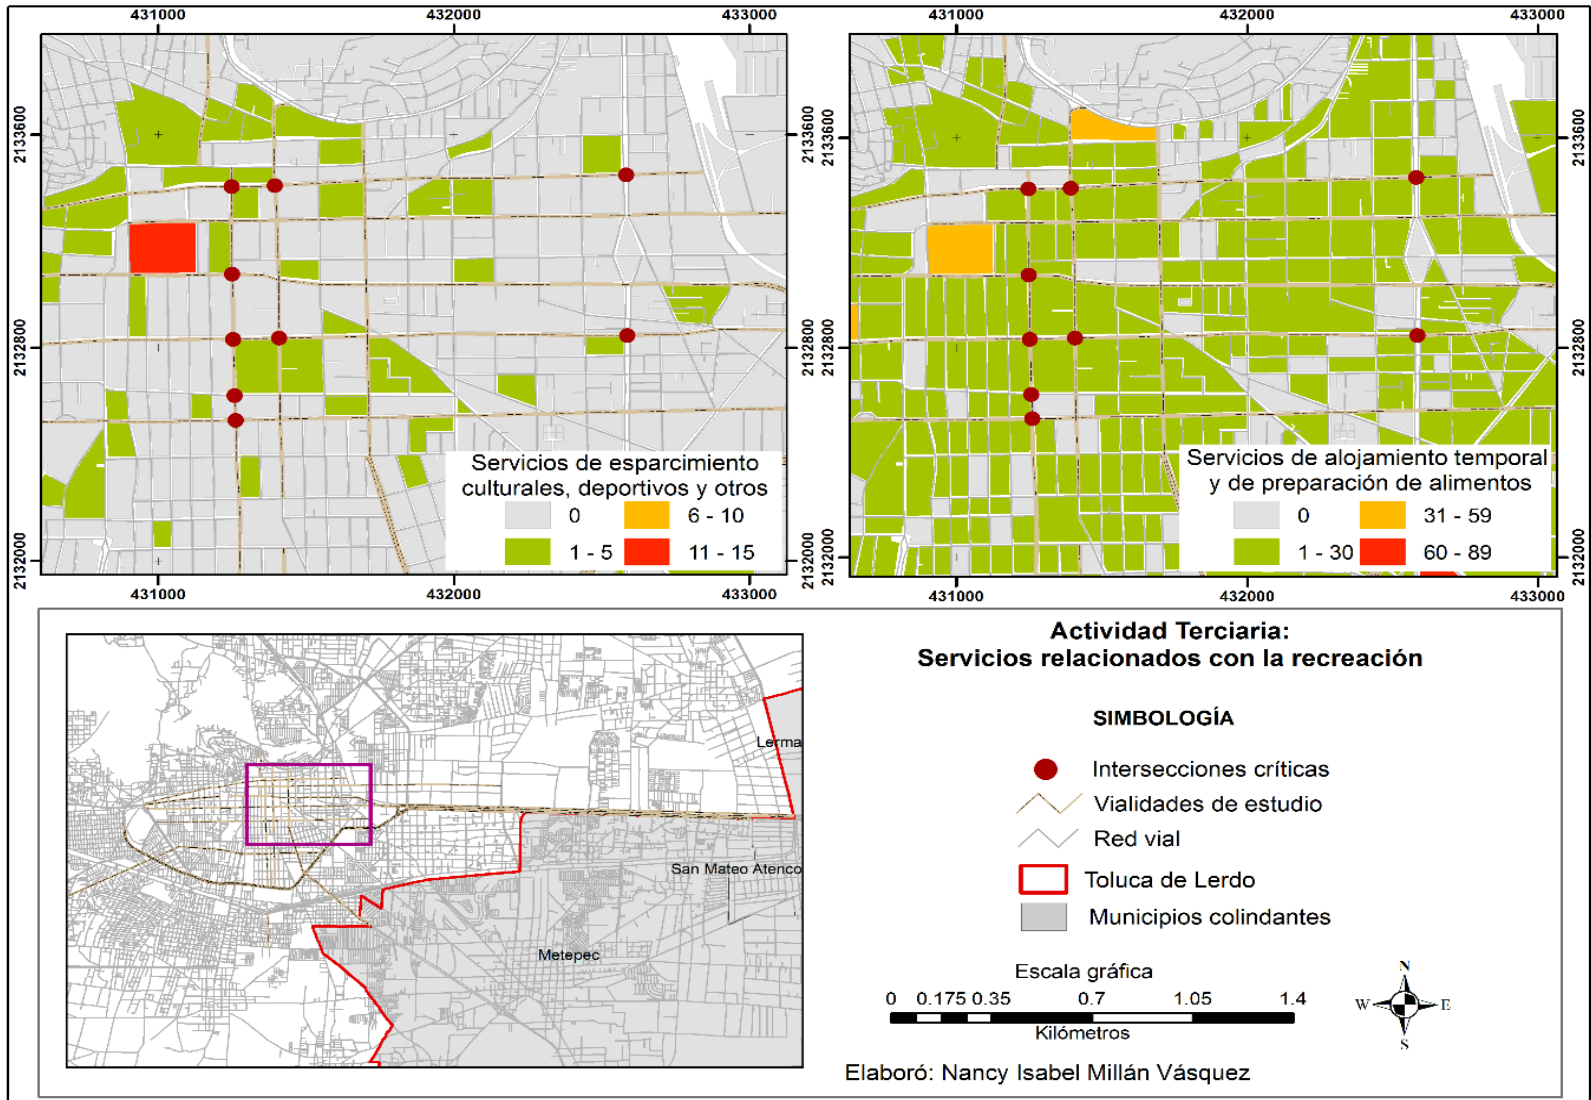 431000
432000
433000
431000
432000
433000
2133600
2133600
2133600
2132800
2132800
2132800
2132000
2132000
2132000
Servicios de esparcimiento
culturales, deportivos y otros
0
6 - 10
1 - 5
11 - 15
Servicios de alojamiento temporal
y de preparación de alimentos
0
31 - 59
1 - 30
60 - 89
431000
432000
433000
431000
432000
433000
Lerma
San Mateo Atenco
Metepec
Actividad Terciaria:
Servicios relacionados con la recreación
SIMBOLOGÍA
Intersecciones críticas
Vialidades de estudio
Red vial
Toluca de Lerdo
Municipios colindantes
Escala gráfica
0 0.175 0.35 0.7 1.05 1.4
Kilómetros
N
W E
S
Elaboró: Nancy Isabel Millán Vásquez